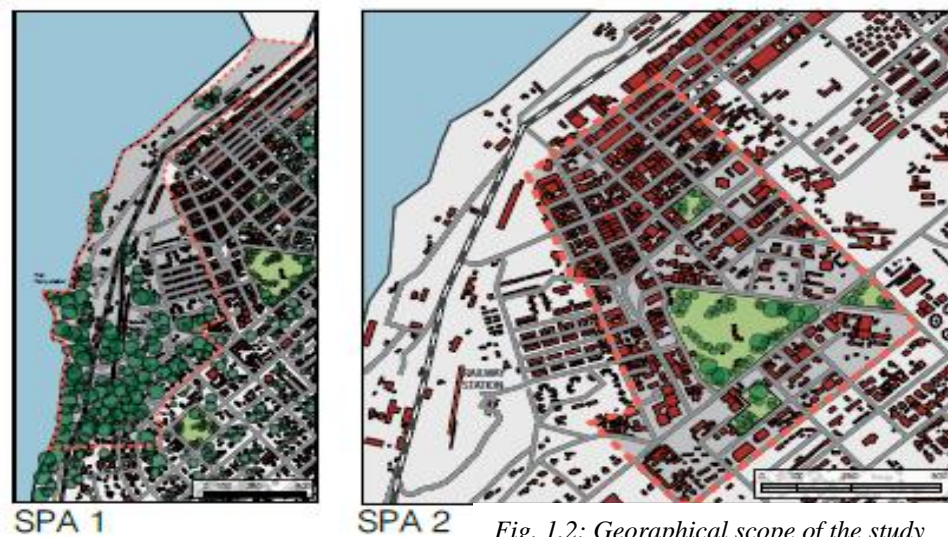 RAILWAY
STATION
SPA 1
SPA 2
Fig. 1.2: Geographical scope of the study